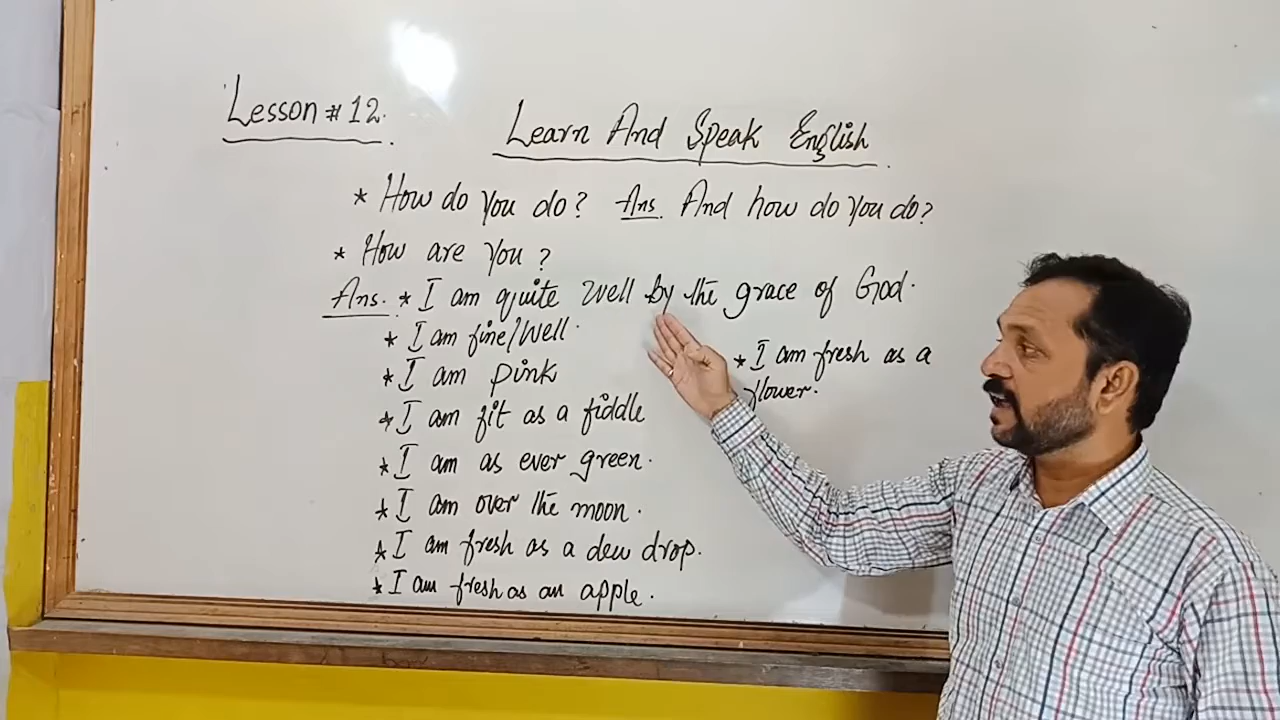 Lesson # 12.
Learn And Speak English
* How do you do? Ans. And how do you do?
* How are you?
Ans. * I am quite well by the grace of God.
* I am fine/well.
* I am pink
* I am fit as a fiddle
* I am as ever green.
* I am over the moon.
* I am fresh as a dew drop.
* I am fresh as an apple.
* I am fresh as a
flower.